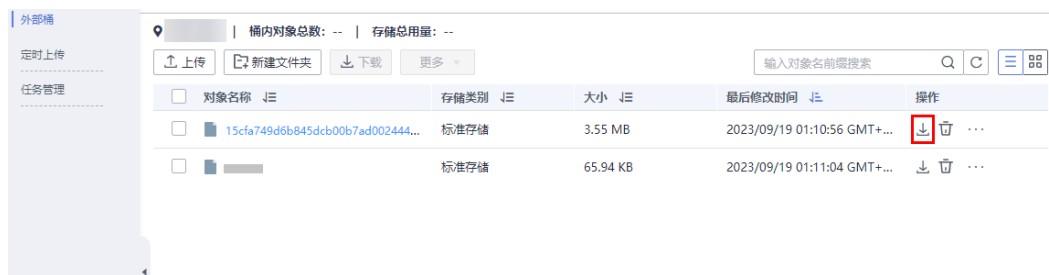 外部桶
定时上传
任务管理
| 桶内对象总数: -- | 存储总用量: --
上传 新建文件夹 下载 更多 输入对象名前缀搜索
对象名称 存储类别 大小 最后修改时间 操作
15cfa749d6b845dcb00b7ad002444... 标准存储 3.55 MB 2023/09/19 01:10:56 GMT+... ···
标准存储 65.94 KB 2023/09/19 01:11:04 GMT+... ···